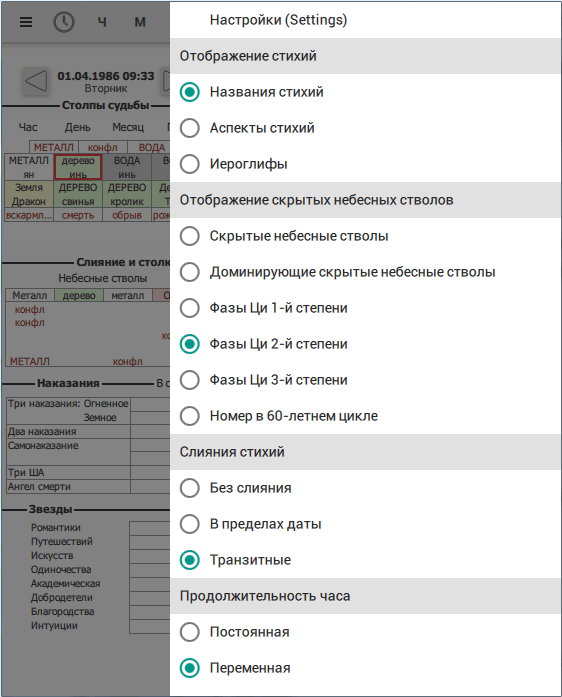 Ч М
01.04.1986 09:33
Вторник
Столпы судьбы
Час День Месяц
МЕТАЛЛ конфл ВОДА
МЕТАЛЛ дерево ВОДА
ян инь инь
Земля ДЕРЕВО ДЕРЕВО
Дракон свинья кролик
вскармл... смерть обрыв
Слияние и столк
Небесные стволы
Металл дерево металл
конфл
конфл
МЕТАЛЛ конфл
Наказания
Три наказания: Огненное
Земное
Два наказания
Самонаказание
Три ША
Ангел смерти
Звезды
Романтики
Путешествий
Искусств
Одиночества
Академическая
Добродетели
Благородства
Интуиции
Настройки (Settings)
Отображение стихий
Названия стихий
Аспекты стихий
Иероглифы
Отображение скрытых небесных стволов
Скрытые небесные стволы
Доминирующие скрытые небесные стволы
Фазы Ци 1-й степени
Фазы Ци 2-й степени
Фазы Ци 3-й степени
Номер в 60-летнем цикле
Слияния стихий
Без слияния
В пределах даты
Транзитные
Продолжительность часа
Постоянная
Переменная